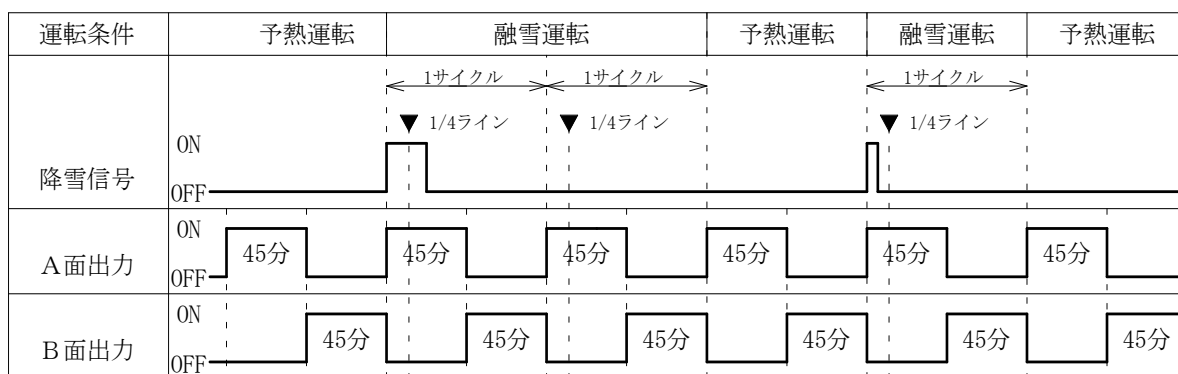 運転条件 予熱運転 融雪運転 予熱運転 融雪運転 予熱運転
1サイクル 1サイクル 1サイクル
▼ 1/4ライン ▼ 1/4ライン ▼ 1/4ライン
ON
降雪信号
OFF
ON
A面出力 45分 45分 45分 45分 45分 45分
OFF
ON
B面出力 45分 45分 45分 45分 45分 45分
OFF